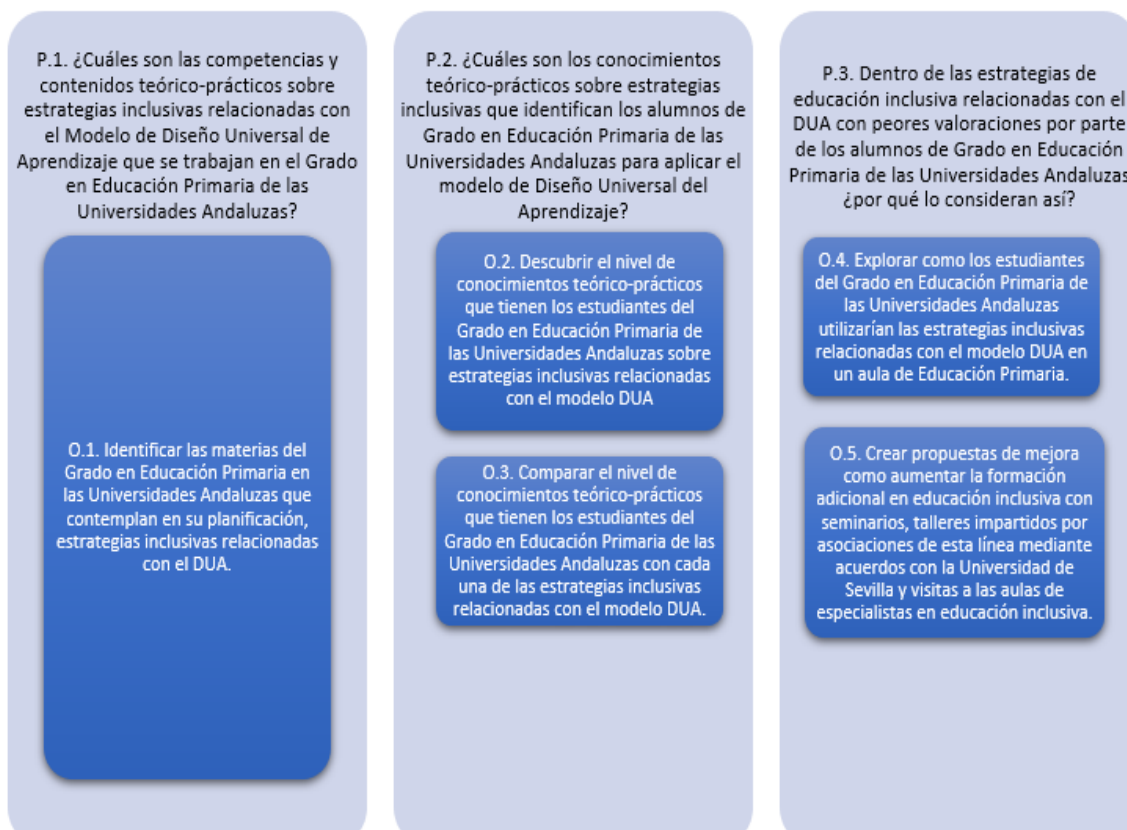 P.1. ¿Cuáles son las competencias y
contenidos teórico-prácticos sobre
estrategias inclusivas relacionadas con
el Modelo de Diseño Universal de
Aprendizaje que se trabajan en el Grado
en Educación Primaria de las
Universidades Andaluzas?
O.1. Identificar las materias del
Grado en Educación Primaria en
las Universidades Andaluzas que
contemplan en su planificación,
estrategias inclusivas relacionadas
con el DUA.
P.2. ¿Cuáles son los conocimientos
teórico-prácticos sobre estrategias
inclusivas que identifican los alumnos de
Grado en Educación Primaria de las
Universidades Andaluzas para aplicar el
modelo de Diseño Universal del
Aprendizaje?
O.2. Descubrir el nivel de
conocimientos teórico-prácticos
que tienen los estudiantes del
Grado en Educación Primaria de
las Universidades Andaluzas sobre
estrategias inclusivas relacionadas
con el modelo DUA
O.3. Comparar el nivel de
conocimientos teórico-prácticos
que tienen los estudiantes del
Grado en Educación Primaria de las
Universidades Andaluzas con cada
una de las estrategias inclusivas
relacionadas con el modelo DUA.
P.3. Dentro de las estrategias de
educación inclusiva relacionadas con el
DUA con peores valoraciones por parte
de los alumnos de Grado en Educación
Primaria de las Universidades Andaluzas
¿por qué lo consideran así?
O.4. Explorar como los estudiantes
del Grado en Educación Primaria de
las Universidades Andaluzas
utilizarían las estrategias inclusivas
relacionadas con el modelo DUA en
un aula de Educación Primaria.
O.5. Crear propuestas de mejora
como aumentar la formación
adicional en educación inclusiva con
seminarios, talleres impartidos por
asociaciones de esta línea mediante
acuerdos con la Universidad de
Sevilla y visitas a las aulas de
especialistas en educación inclusiva.